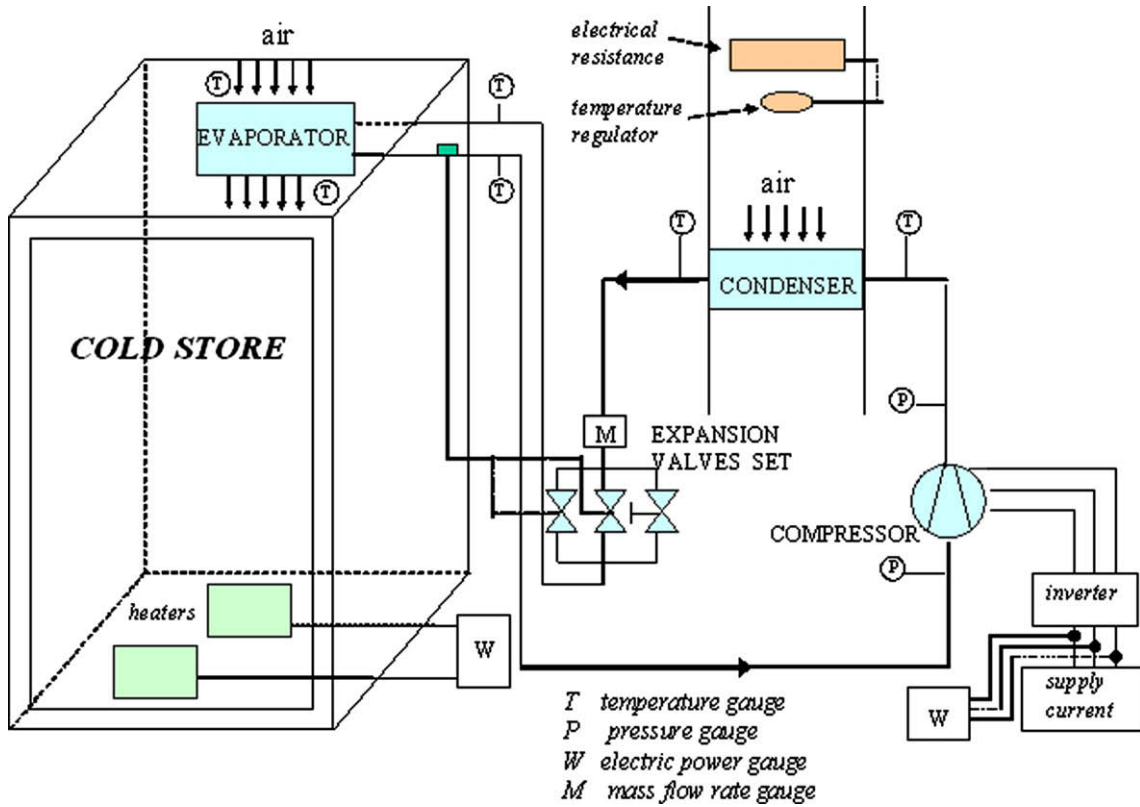 air
T
EVAPORATOR
T
T
T
COLD STORE
heaters
W
electrical
resistance
temperature
regulator
air
T
T
CONDENSER
P
M
EXPANSION
VALVES SET
COMPRESSOR
P
inverter
W
supply
current
T temperature gauge
P pressure gauge
W electric power gauge
M mass flow rate gauge